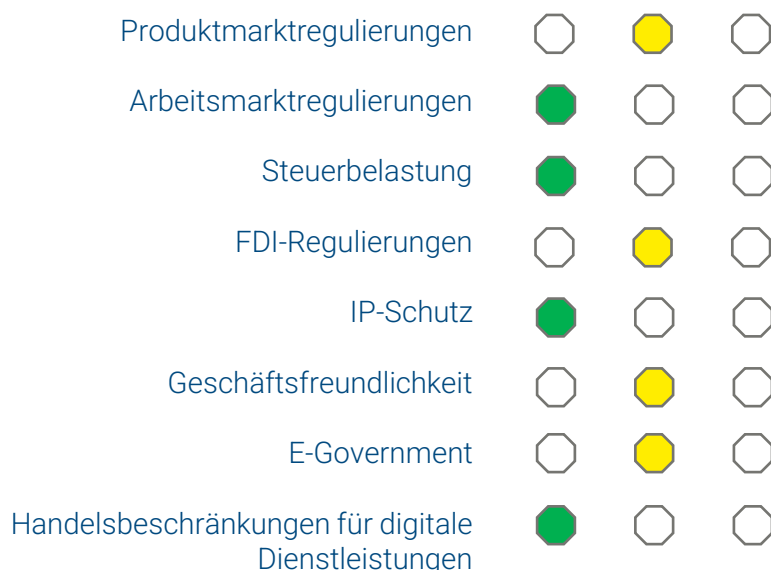 Produktmarktregulierungen
Arbeitsmarktregulierungen
Steuerbelastung
FDI-Regulierungen
IP-Schutz
Geschäftsfreundlichkeit
E-Government
Handelsbeschränkungen für digitale
Dienstleistungen